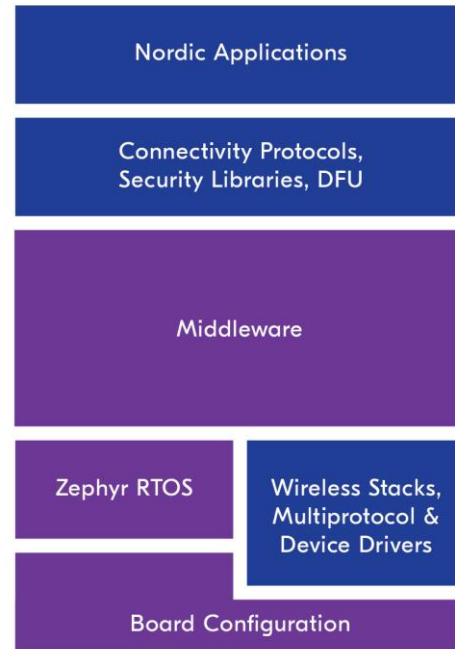 Nordic Applications
Connectivity Protocols,
Security Libraries, DFU
Middleware
Zephyr RTOS
Wireless Stacks,
Multiprotocol &
Device Drivers
Board Configuration